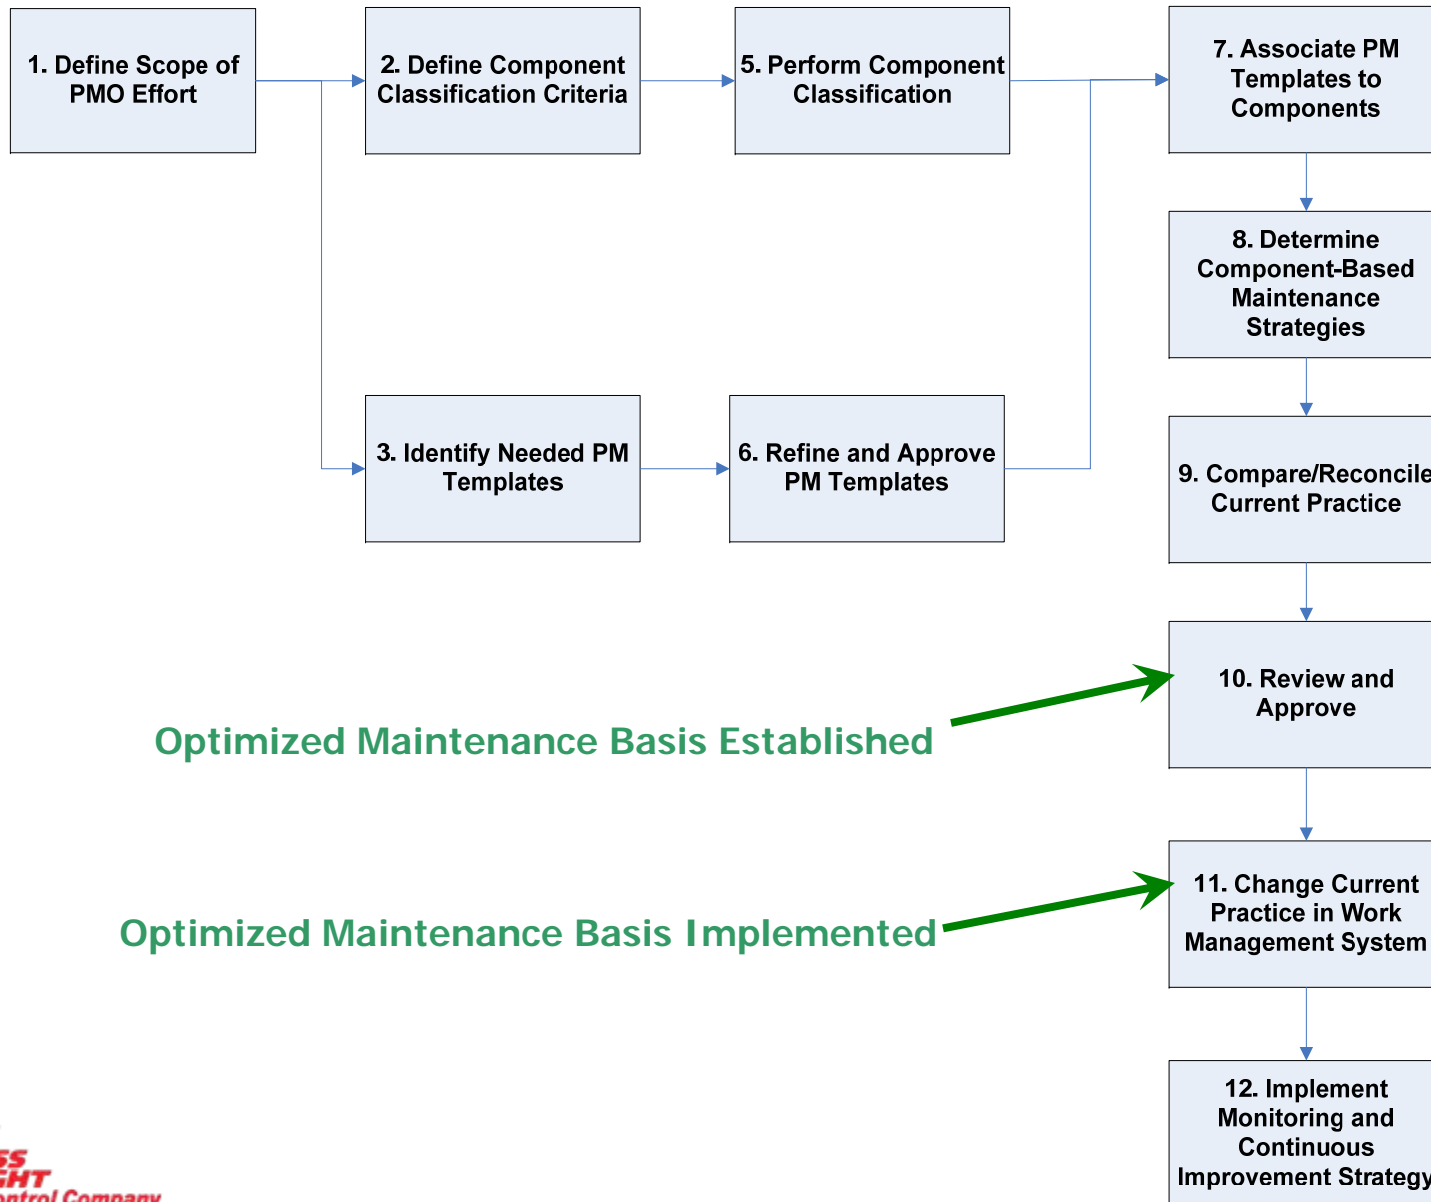 1. Define Scope of
PMO Effort
2. Define Component
Classification Criteria
5. Perform Component
Classification
7. Associate PM
Templates to
Components
8. Determine
Component-Based
Maintenance
Strategies
3. Identify Needed PM
Templates
6. Refine and Approve
PM Templates
9. Compare/Reconcile
Current Practice
10. Review and
Approve
Optimized Maintenance Basis Established
11. Change Current
Practice in Work
Management System
Optimized Maintenance Basis Implemented
12. Implement
Monitoring and
Continuous
Improvement Strategy
Company